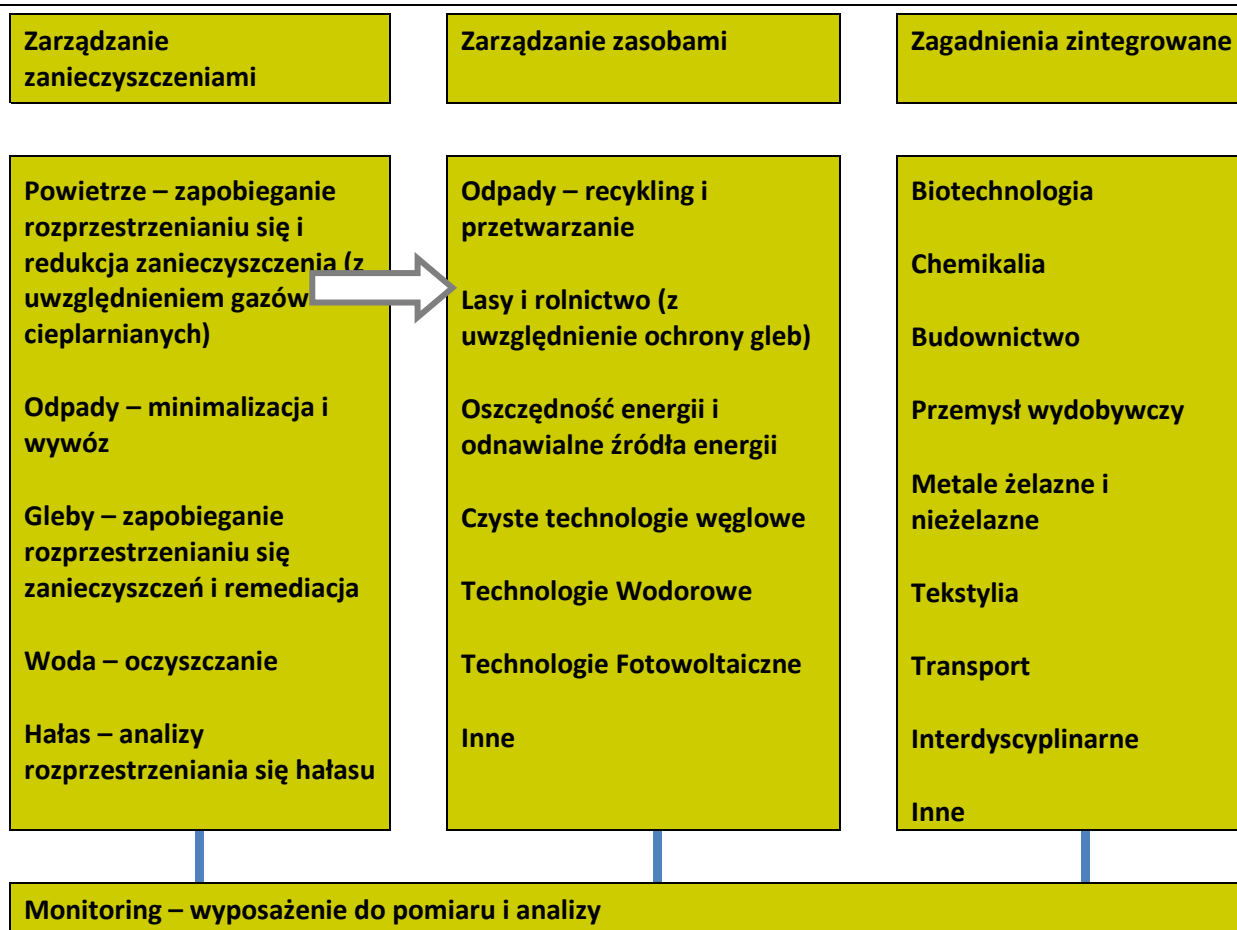 Zarządzanie
zanieczyszczeniami
Zarządzanie zasobami
Zagadnienia zintegrowane
Powietrze – zapobieganie
rozprzestrzenianiu się i
redukcja zanieczyszczenia (z
uwzględnieniem gazów
cieplarnianych)
Odpady – minimalizacja i
wywóz
Gleby – zapobieganie
rozprzestrzenianiu się
zanieczyszczeń i remediacja
Woda – oczyszczanie
Hałas – analizy
rozprzestrzeniania się hałasu
Odpady – recykling i
przetwarzanie
Lasy i rolnictwo (z
uwzględnienie ochrony gleb)
Oszczędność energii i
odnawialne źródła energii
Czyste technologie węglowe
Technologie Wodorowe
Technologie Fotowoltaiczne
Inne
Biotechnologia
Chemikalia
Budownictwo
Przemysł wydobywczy
Metale żelazne i
nieżelazne
Tekstylia
Transport
Interdyscyplinarne
Inne
Monitoring – wyposażenie do pomiaru i analizy